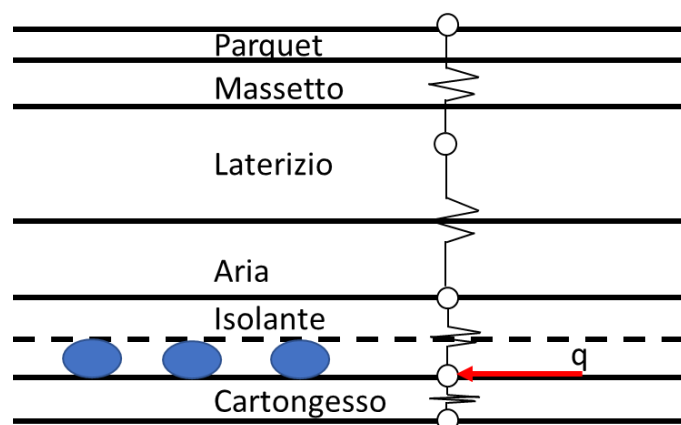 Parquet
Massetto
Laterizio
Aria
Isolante
q
Cartongesso